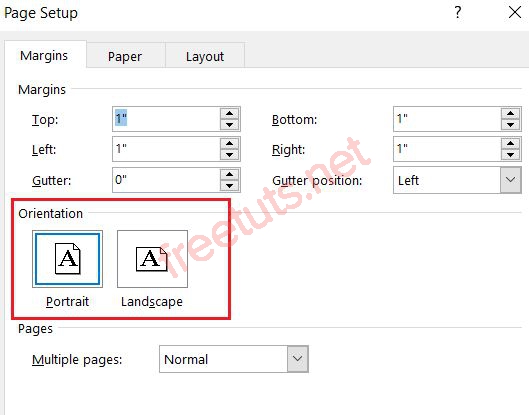 Page Setup ? ×
Margins Paper Layout
Margins
Top: 1" Bottom: 1"
Left: 1" Right: 1"
Gutter: 0" Gutter position: Left
Orientation
A A
Portrait Landscape
Pages
Multiple pages: Normal
freetuts.net